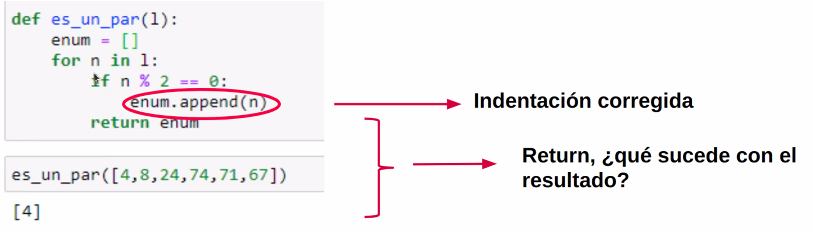 def es_un_par(l):
    enum = []
    for n in l:
        if n % 2 == 0:
            enum.append(n)
        return enum
Indentación corregida
Return, ¿qué sucede con el
resultado?
es_un_par([4,8,24,74,71,67])
[4]